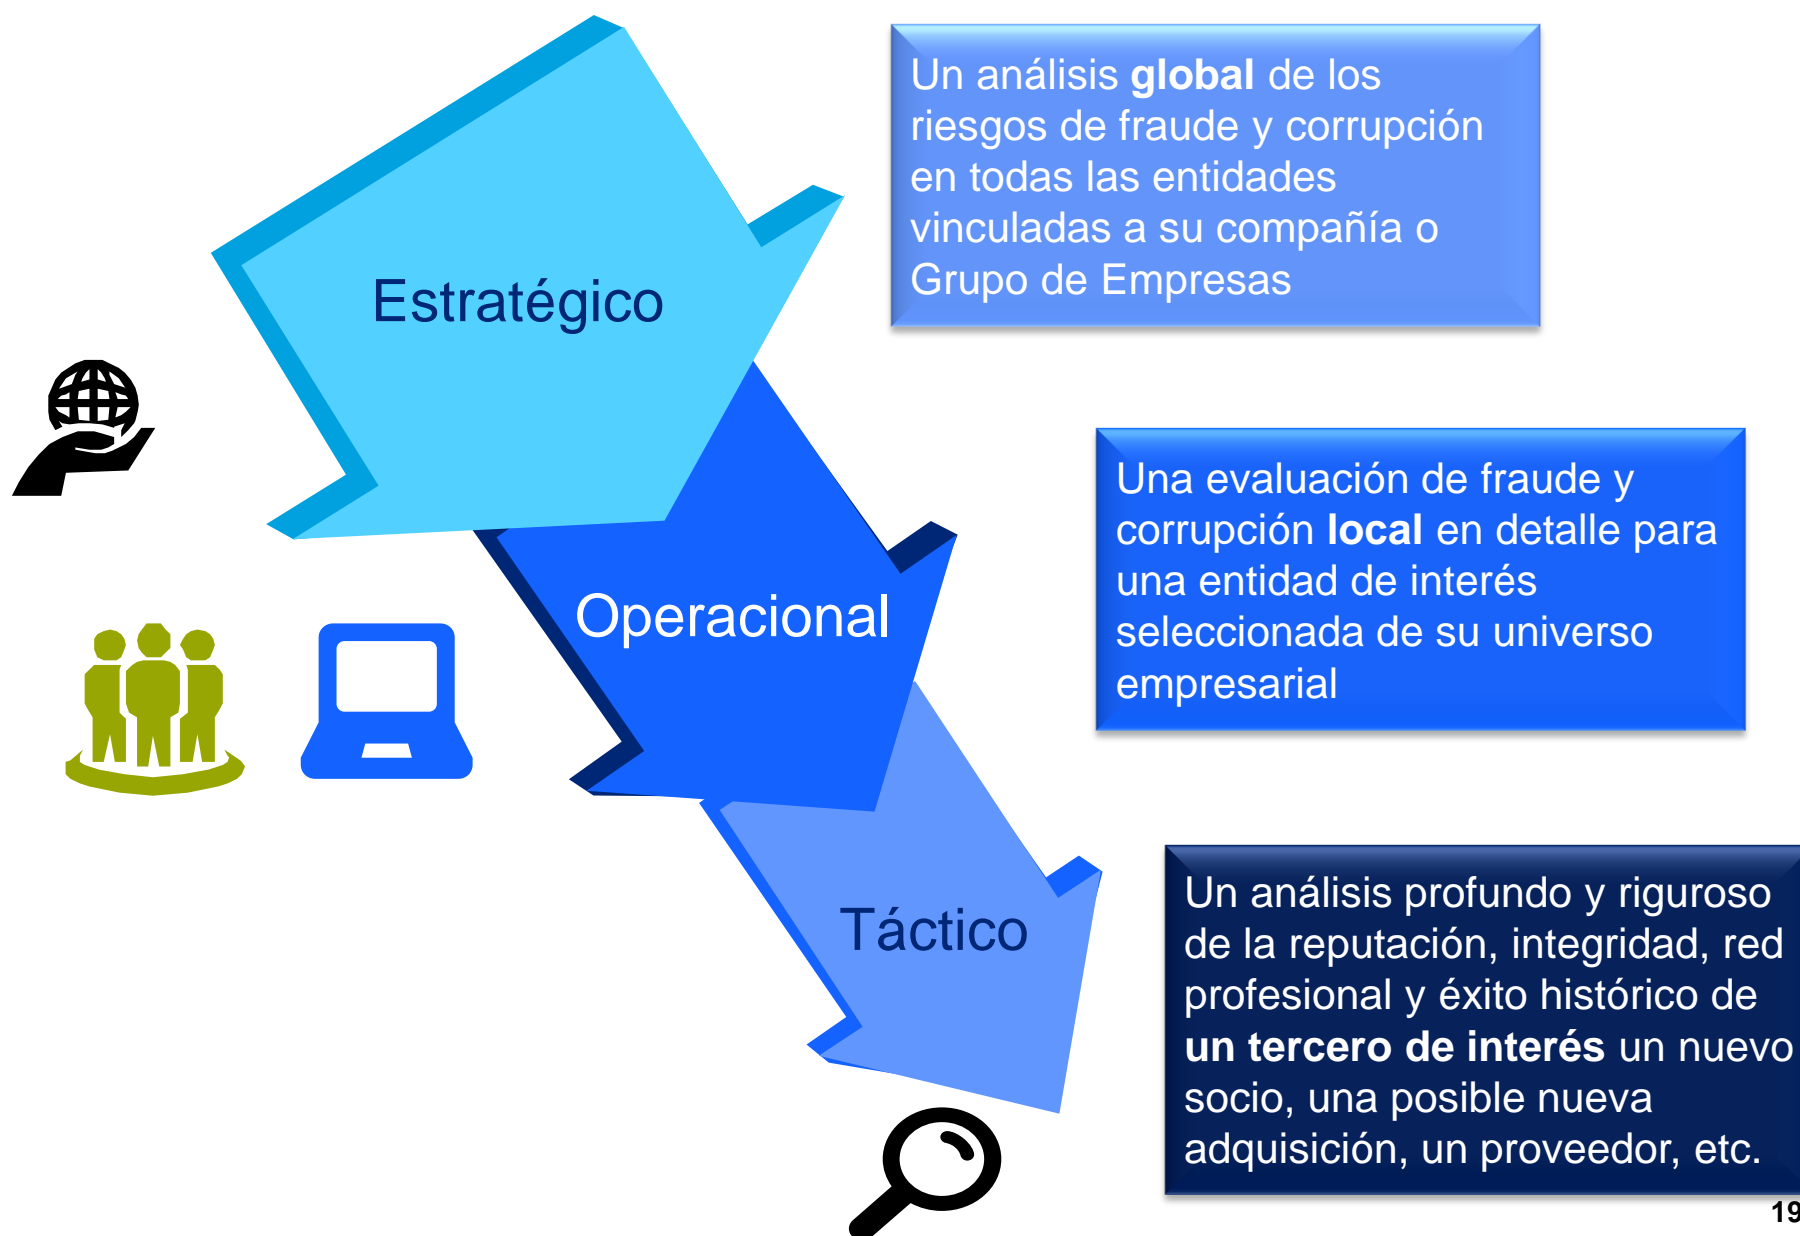 Estratégico
Un análisis global de los
riesgos de fraude y corrupción
en todas las entidades
vinculadas a su compañía o
Grupo de Empresas
Operacional
Una evaluación de fraude y
corrupción local en detalle para
una entidad de interés
seleccionada de su universo
empresarial
Táctico
Un análisis profundo y riguroso
de la reputación, integridad, red
profesional y éxito histórico de
un tercero de interés un nuevo
socio, una posible nueva
adquisición, un proveedor, etc.
19